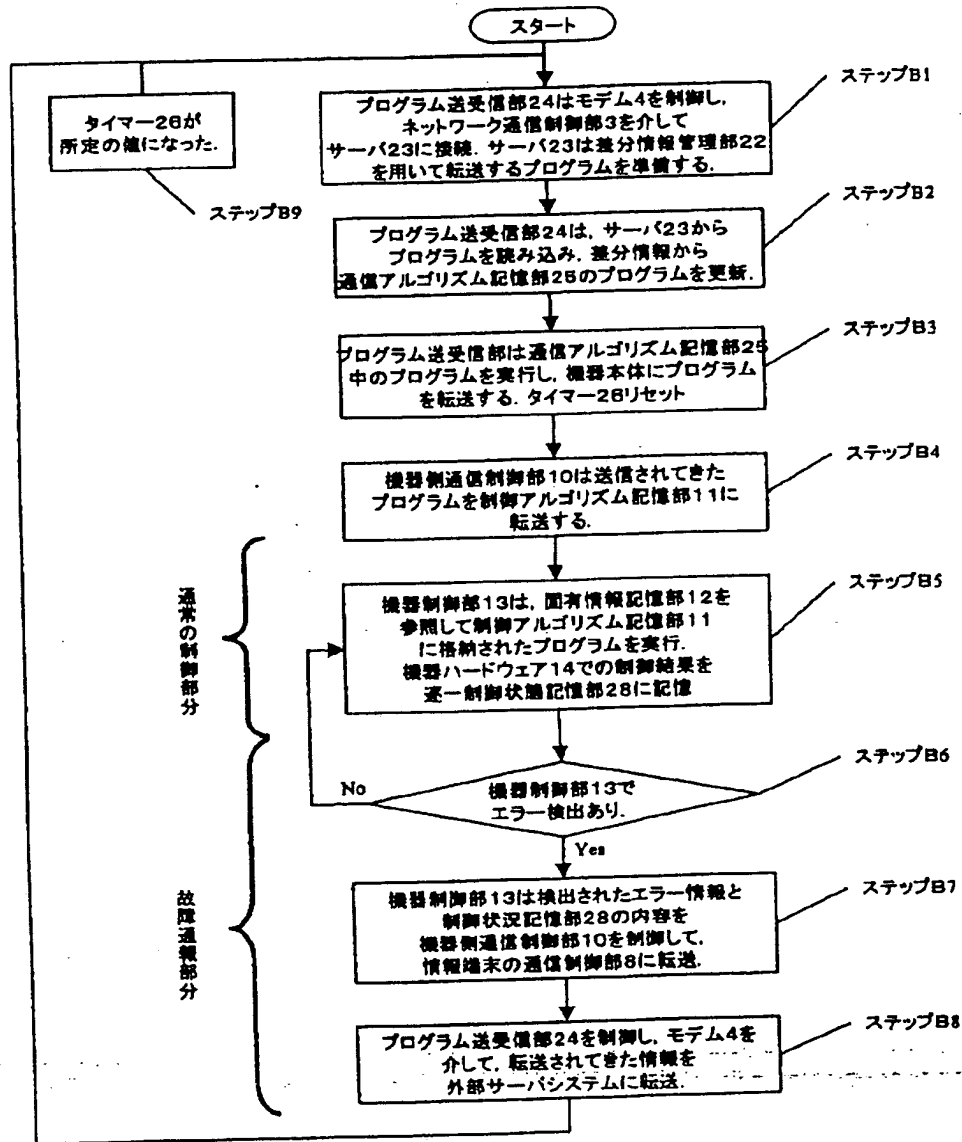 スタート
ステップB1
プログラム送受信部24はモデム4を制御し,
ネットワーク通信制御部3を介して
サーバ23に接続. サーバ23は差分情報管理部22
を用いて転送するプログラムを準備する.
タイマー26が
所定の値になった.
ステップB9
ステップB2
プログラム送受信部24は, サーバ23から
プログラムを読み込み, 差分情報から
通信アルゴリズム記憶部25のプログラムを更新.
ステップB3
プログラム送受信部は通信アルゴリズム記憶部25
中のプログラムを実行し, 機器本体にプログラム
を転送する. タイマー26リセット
ステップB4
機器側通信制御部10は送信されてきた
プログラムを制御アルゴリズム記憶部11に
転送する.
通常の制御部分
ステップB5
機器制御部13は, 固有情報記憶部12を
参照して制御アルゴリズム記憶部11
に格納されたプログラムを実行.
機器ハードウェア14での制御結果を
逐一制御状態記憶部28に記憶
ステップB6
No
機器制御部13で
エラー検出あり.
Yes
故障通報部分
ステップB7
機器制御部13は検出されたエラー情報と
制御状況記憶部28の内容を
機器側通信制御部10を制御して,
情報端末の通信制御部8に転送.
ステップB8
プログラム送受信部24を制御し, モデム4を
介して, 転送されてきた情報を
外部サーバシステムに転送.